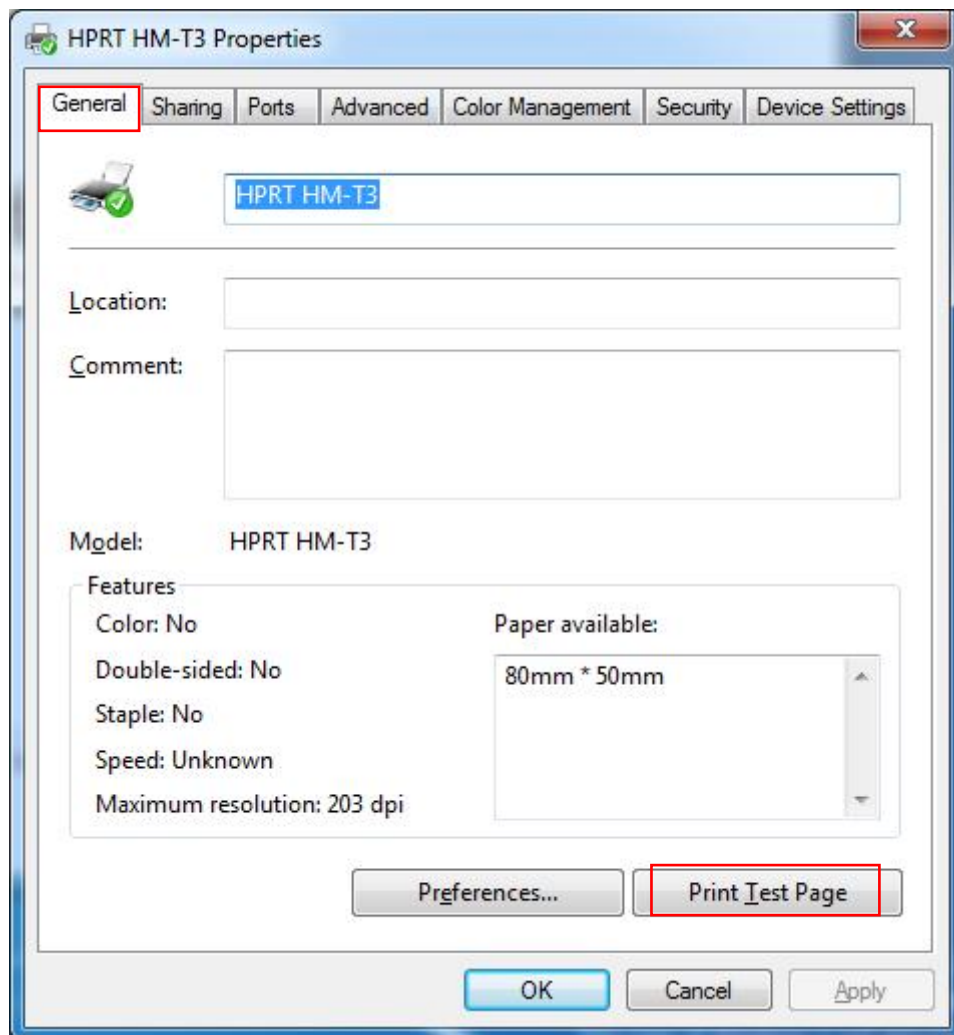 HPRT HM-T3 Properties
General Sharing Ports Advanced Color Management Security Device Settings
HPRT HM-T3
Location:
Comment:
Model: HPRT HM-T3
Features
Color: No Paper available:
Double-sided: No 80mm * 50mm
Staple: No
Speed: Unknown
Maximum resolution: 203 dpi
Preferences... Print Test Page
OK Cancel Apply